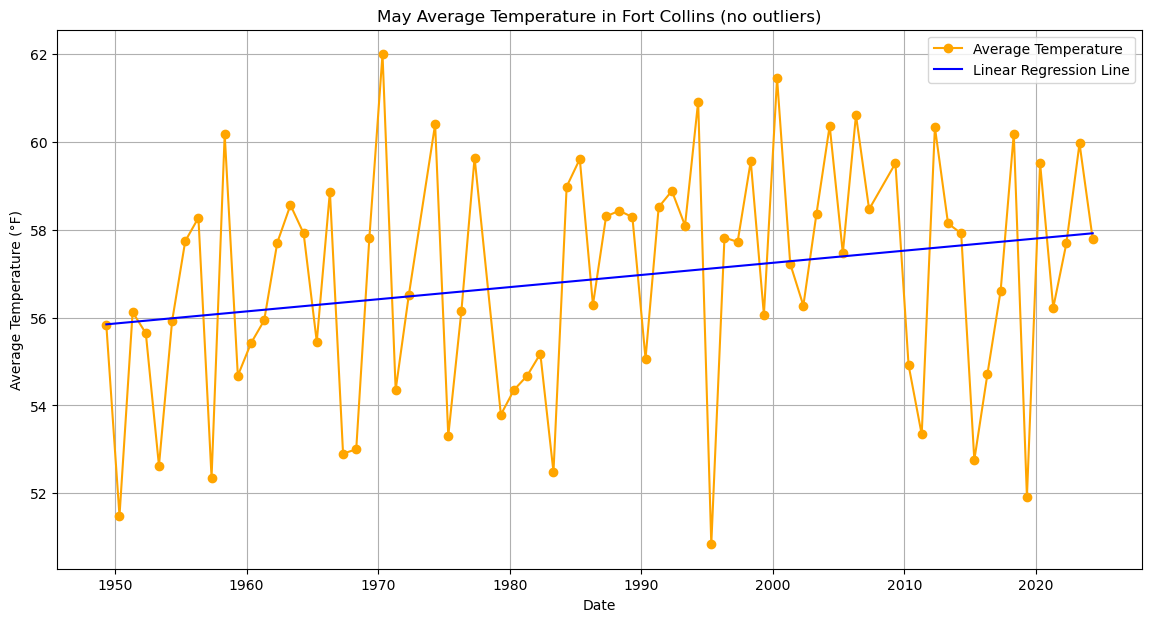 May Average Temperature in Fort Collins (no outliers)
Average Temperature
Linear Regression Line
Average Temperature (°F)
62
60
58
56
54
52
1950 1960 1970 1980 1990 2000 2010 2020
Date